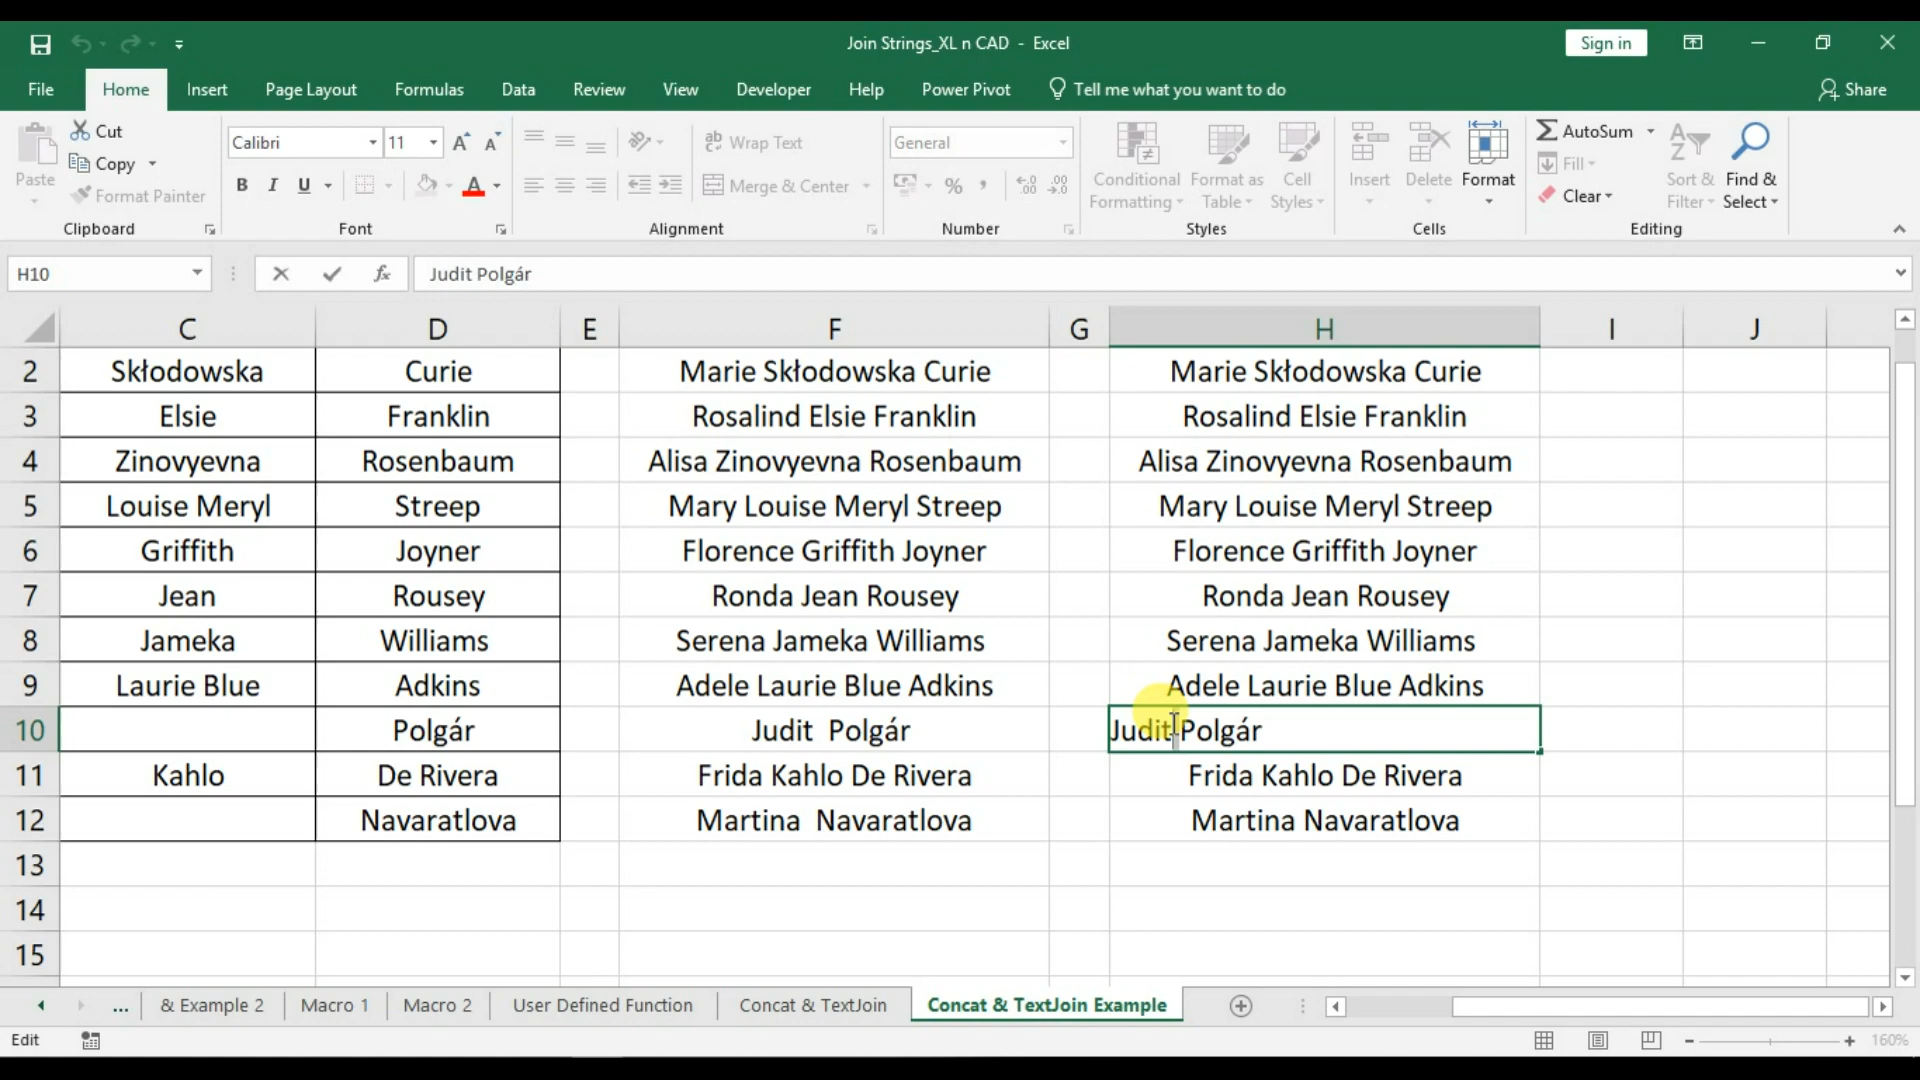 Join Strings_XL n CAD - Excel
Sign in
File Home Insert Page Layout Formulas Data Review View Developer Help Power Pivot Tell me what you want to do Share
Paste
Cut
Copy
Format Painter
Clipboard
Calibri 11
B I U A
Font
ab Wrap Text
Merge & Center
Alignment
General
% ,
Number
Conditional Formatting
Format as Table
Cell Styles
Styles
Insert Delete Format
Cells
AutoSum
Fill
Clear
Sort & Filter
Find & Select
Editing
H10 fx Judit Polgár
C D E F G H I J
2 Skłodowska Curie Marie Skłodowska Curie Marie Skłodowska Curie
3 Elsie Franklin Rosalind Elsie Franklin Rosalind Elsie Franklin
4 Zinovyevna Rosenbaum Alisa Zinovyevna Rosenbaum Alisa Zinovyevna Rosenbaum
5 Louise Meryl Streep Mary Louise Meryl Streep Mary Louise Meryl Streep
6 Griffith Joyner Florence Griffith Joyner Florence Griffith Joyner
7 Jean Rousey Ronda Jean Rousey Ronda Jean Rousey
8 Jameka Williams Serena Jameka Williams Serena Jameka Williams
9 Laurie Blue Adkins Adele Laurie Blue Adkins Adele Laurie Blue Adkins
10 Polgár Judit  Polgár Judit Polgár
11 Kahlo De Rivera Frida Kahlo De Rivera Frida Kahlo De Rivera
12 Navaratlova Martina  Navaratlova Martina Navaratlova
13
14
15
... & Example 2 Macro 1 Macro 2 User Defined Function Concat & TextJoin Concat & TextJoin Example
Edit 160%